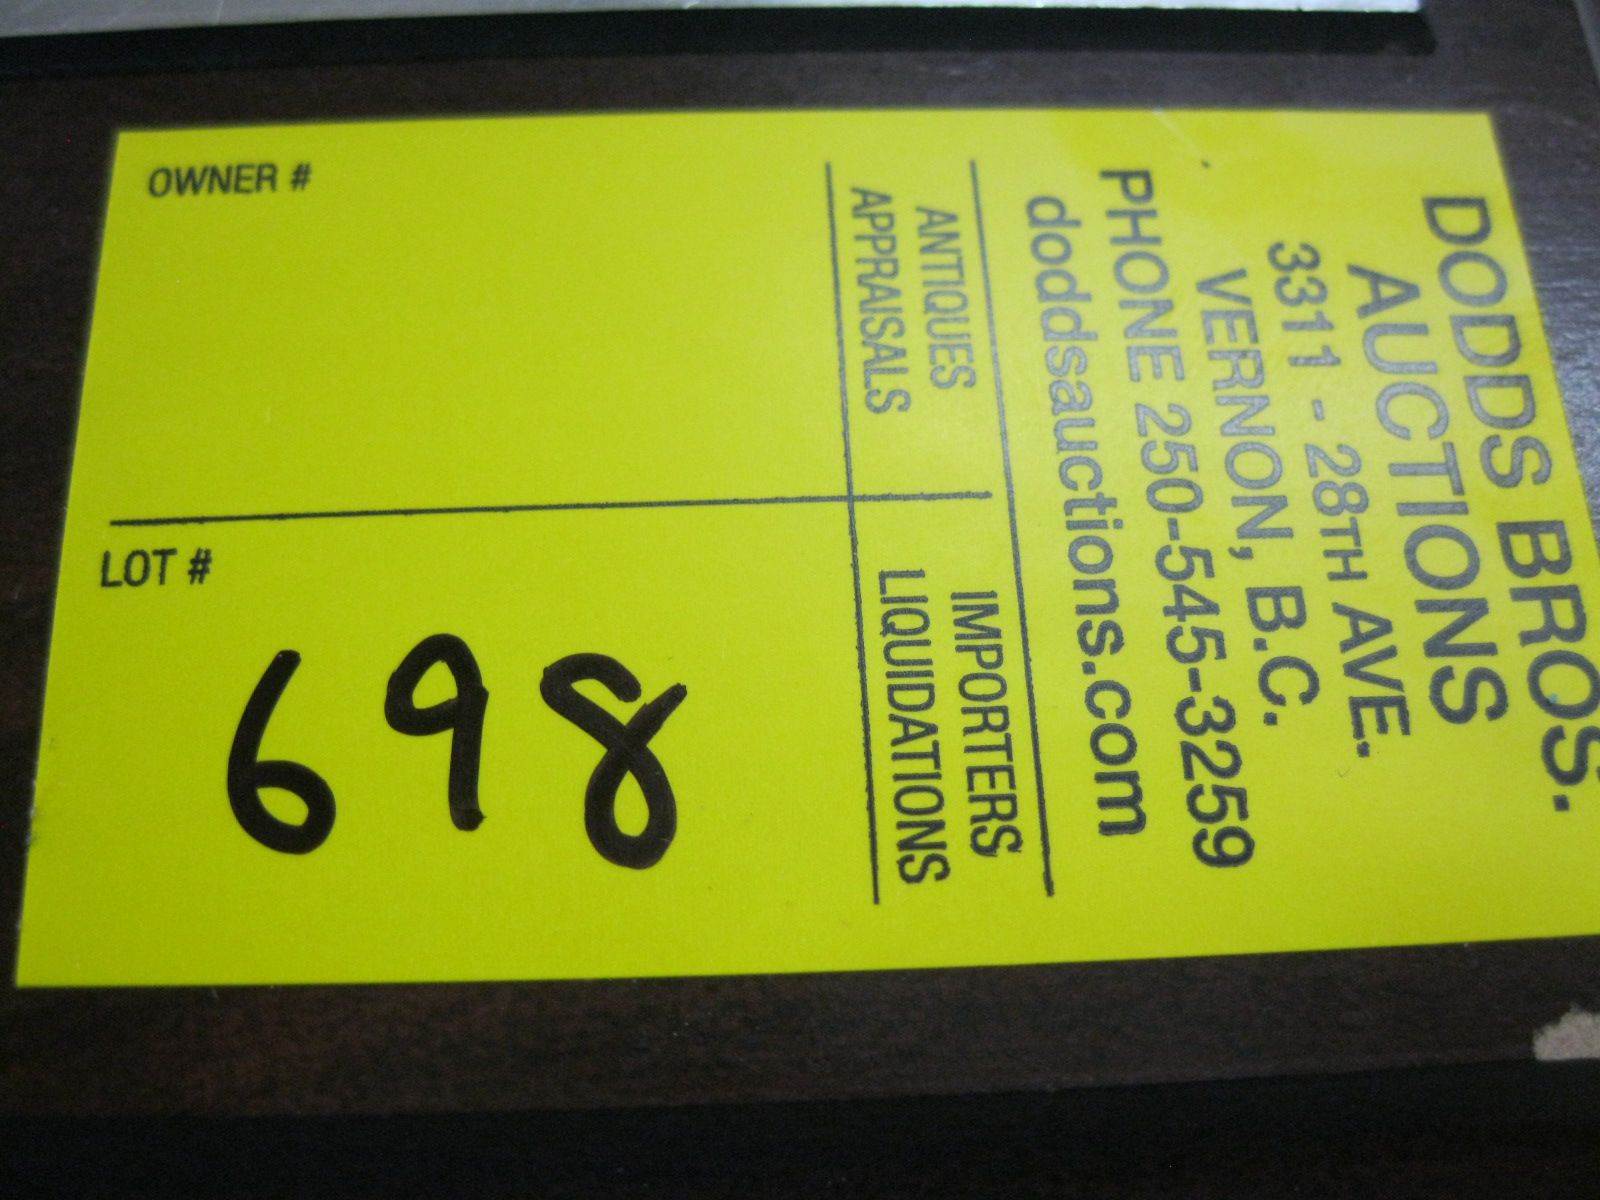 OWNER #
LOT #
698
DODDS BROS.
AUCTIONS
3311 - 28TH AVE.
VERNON, B.C.
PHONE 250-545-3259
doddsauctions.com
ANTIQUES
APPRAISALS
IMPORTERS
LIQUIDATIONS